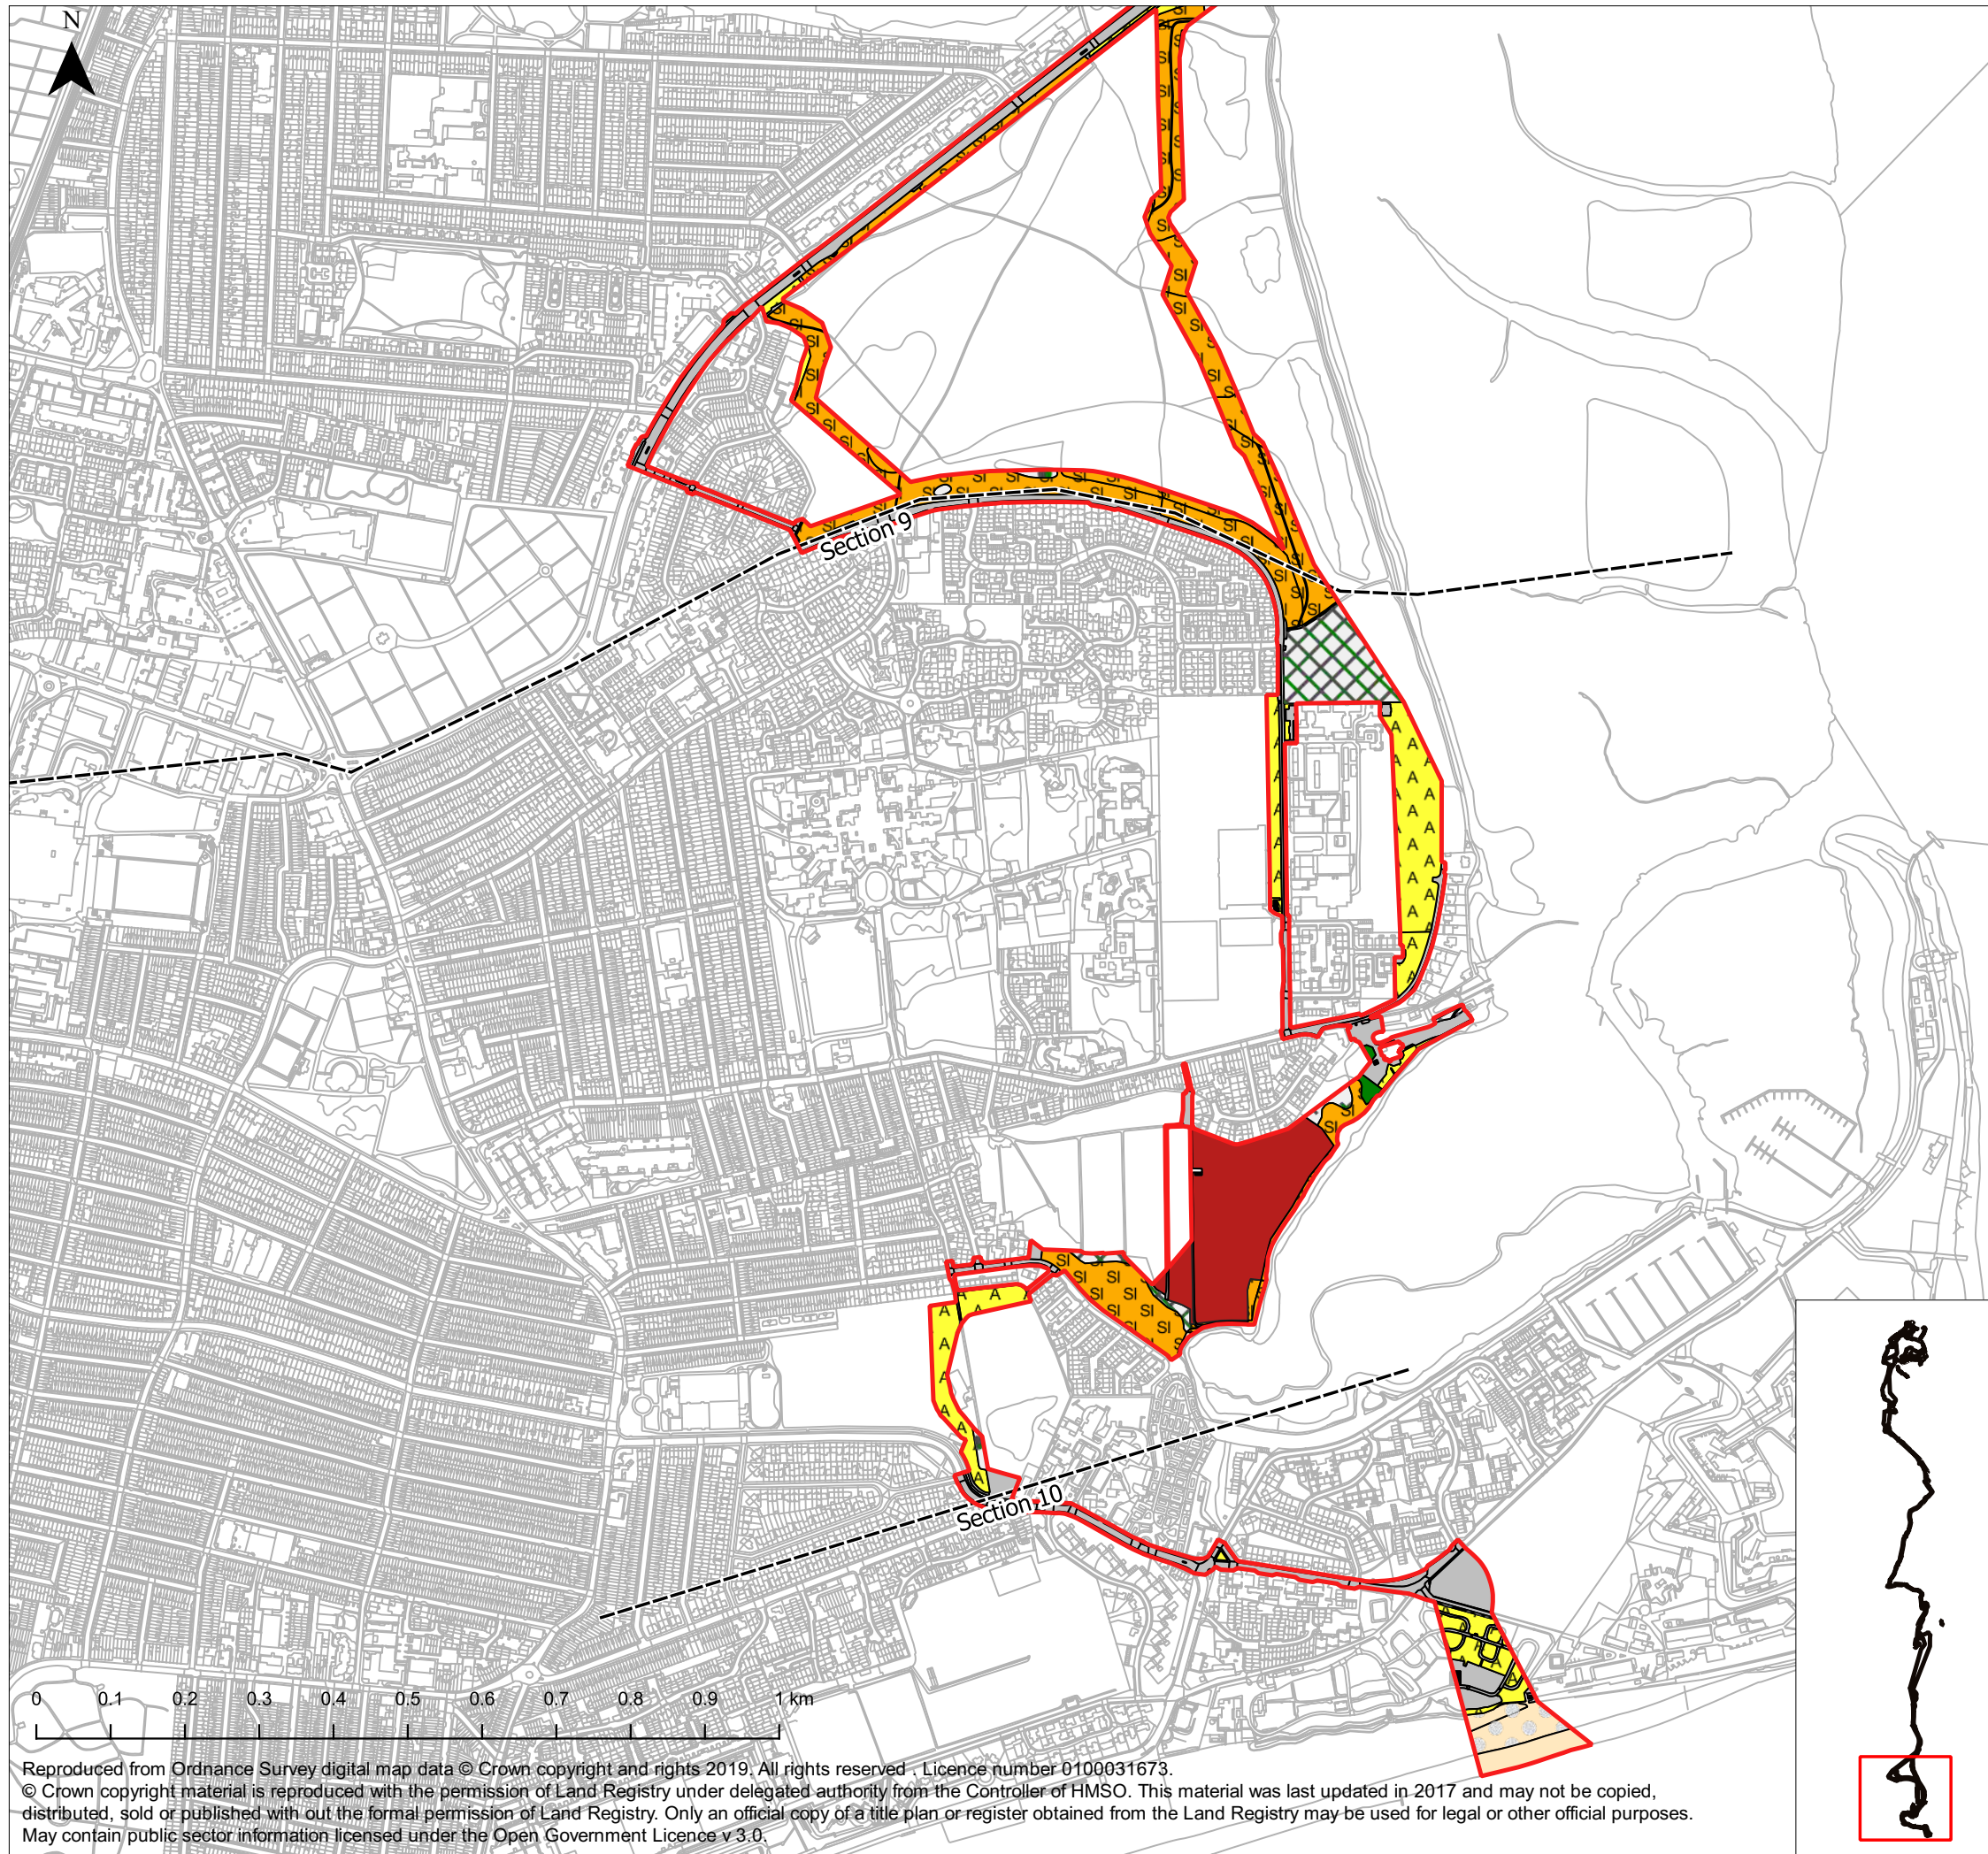 N
Section 9
Section 10
0 0.1 0.2 0.3 0.4 0.5 0.6 0.7 0.8 0.9 1 km
Reproduced from Ordnance Survey digital map data © Crown copyright and rights 2019. All rights reserved . Licence number 0100031673.
© Crown copyright material is reproduced with the permission of Land Registry under delegated authority from the Controller of HMSO. This material was last updated in 2017 and may not be copied,
distributed, sold or published with out the formal permission of Land Registry. Only an official copy of a title plan or register obtained from the Land Registry may be used for legal or other official purposes.
May contain public sector information licensed under the Open Government Licence v 3.0.